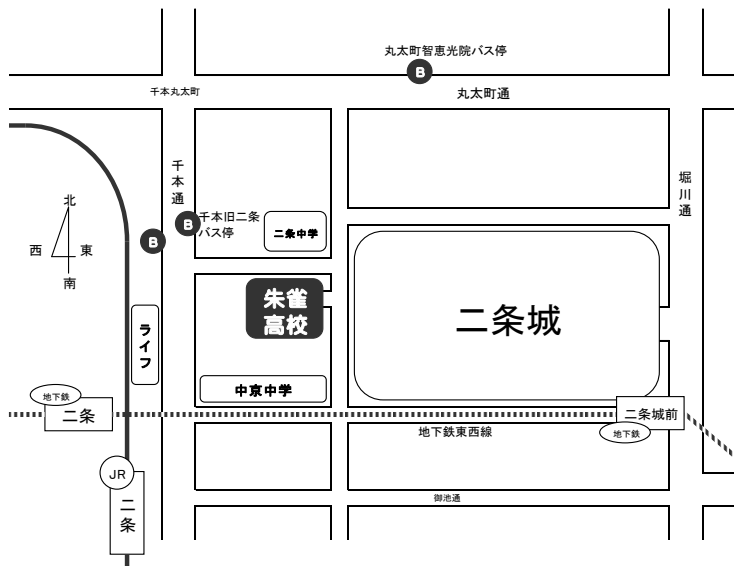 丸太町智恵光院バス停
B
千本丸太町
丸太町通
千本通
堀川通
北
西
東
南
B
B
千本旧二条
バス停
二条中学
朱雀
高校
二条城
ライフ
中京中学
地下鉄
二条
二条城前
地下鉄
地下鉄東西線
JR
二条
御池通